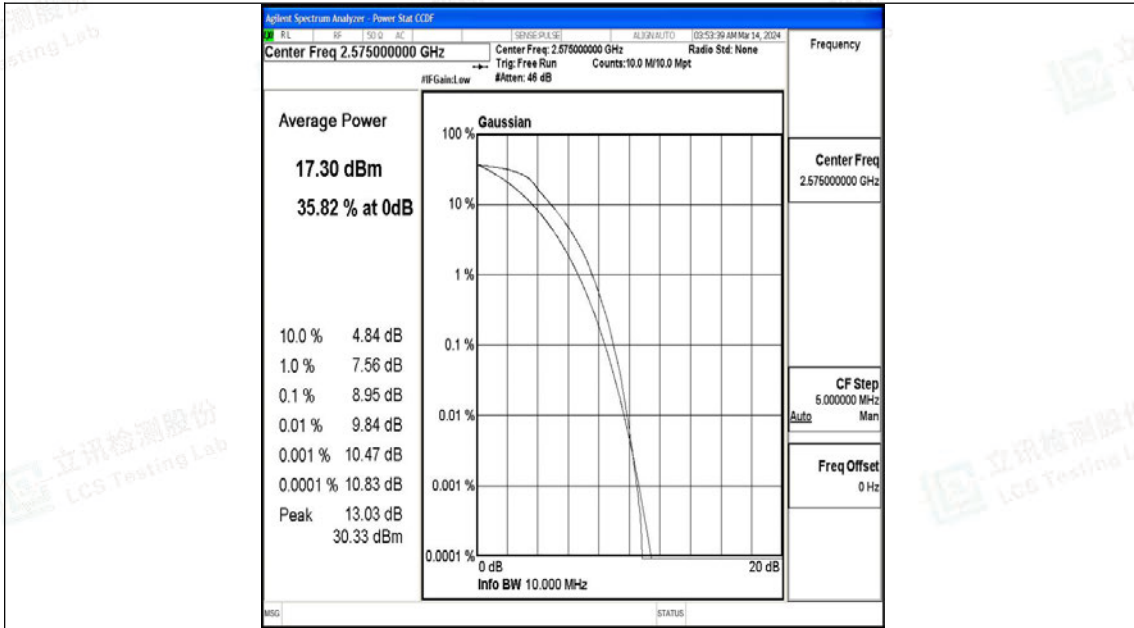 Agilent Spectrum Analyzer - Power Stat CCDF
RL RF 50 Ω AC SENSE:PULSE ALIGN AUTO 03:53:39 AM Mar 14, 2024
Center Freq 2.575000000 GHz
Center Freq: 2.575000000 GHz Radio Std: None
Trig: Free Run Counts:10.0 M/10.0 Mpt
#IFGain:Low #Atten: 46 dB
Frequency
Average Power
17.30 dBm
35.82 % at 0dB
10.0 % 4.84 dB
1.0 % 7.56 dB
0.1 % 8.95 dB
0.01 % 9.84 dB
0.001 % 10.47 dB
0.0001 % 10.83 dB
Peak 13.03 dB
30.33 dBm
Gaussian
100 %
10 %
1 %
0.1 %
0.01 %
0.001 %
0.0001 %
0 dB 20 dB
Info BW 10.000 MHz
Center Freq
2.575000000 GHz
CF Step
5.000000 MHz
Auto Man
Freq Offset
0 Hz
MSG STATUS
立讯检测股份
LCS Testing Lab
立讯检测股份
LCS Testing L